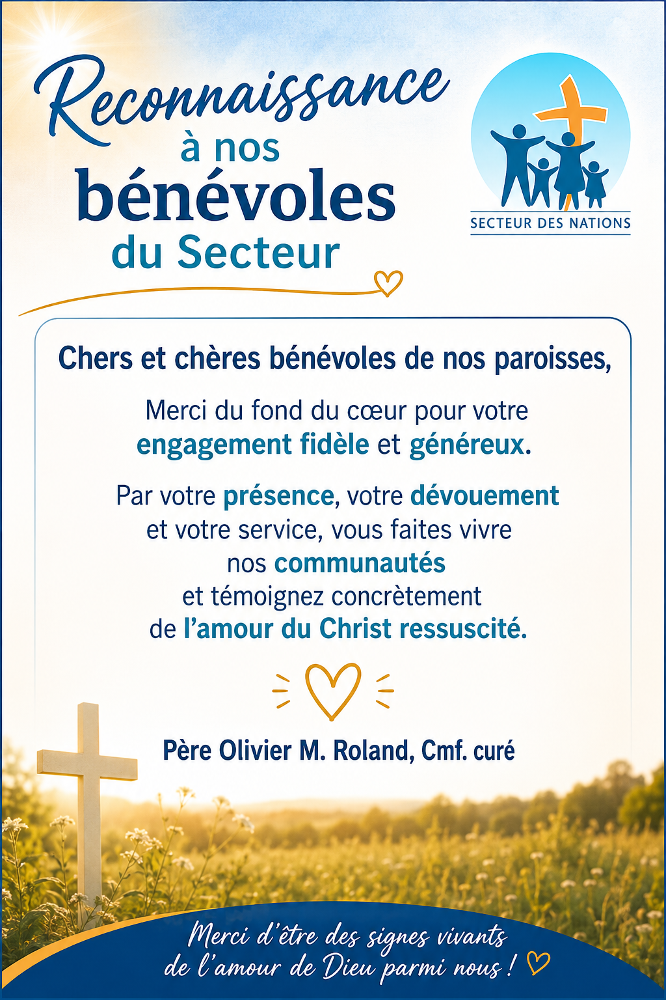 Reconnaissance
à nos
bénévoles
du Secteur
SECTEUR DES NATIONS
Chers et chères bénévoles de nos paroisses,
Merci du fond du cœur pour votre
engagement fidèle et généreux.
Par votre présence, votre dévouement
et votre service, vous faites vivre
nos communautés
et témoignez concrètement
de l’amour du Christ ressuscité.
Père Olivier M. Roland, Cmf. curé
Merci d’être des signes vivants
de l’amour de Dieu parmi nous !